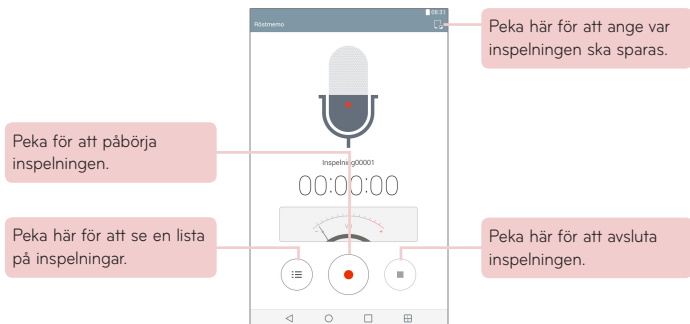 08:31
Röstmemo
Peka här för att ange var
inspelningen ska sparas.
Peka för att påbörja
inspelningen.
Inspelning00001
00:00:00
- VU +
Peka här för att se en lista
på inspelningar.
Peka här för att avsluta
inspelningen.